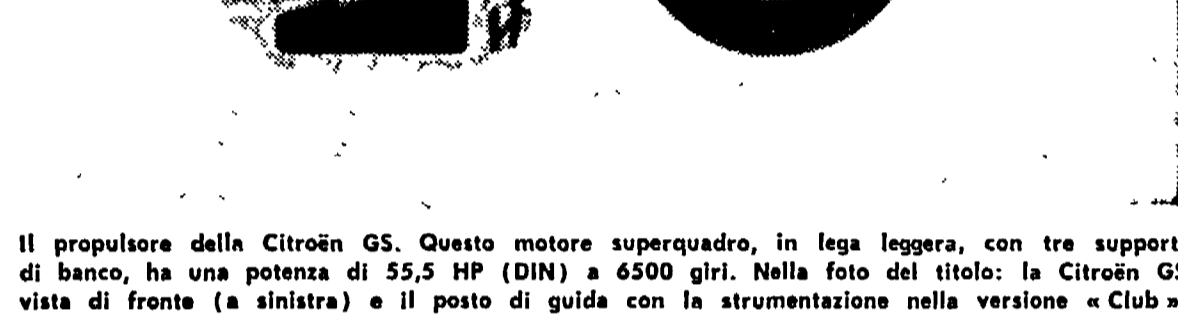 Il propulsore della Citroën GS. Questo motore superquadro, in lega leggera, con tre support
di banco, ha una potenza di 55,5 HP (DIN) a 6500 giri. Nella foto del titolo: la Citroën GS
vista di fronte (a sinistra) e il posto di guida con la strumentazione nella versione « Club »